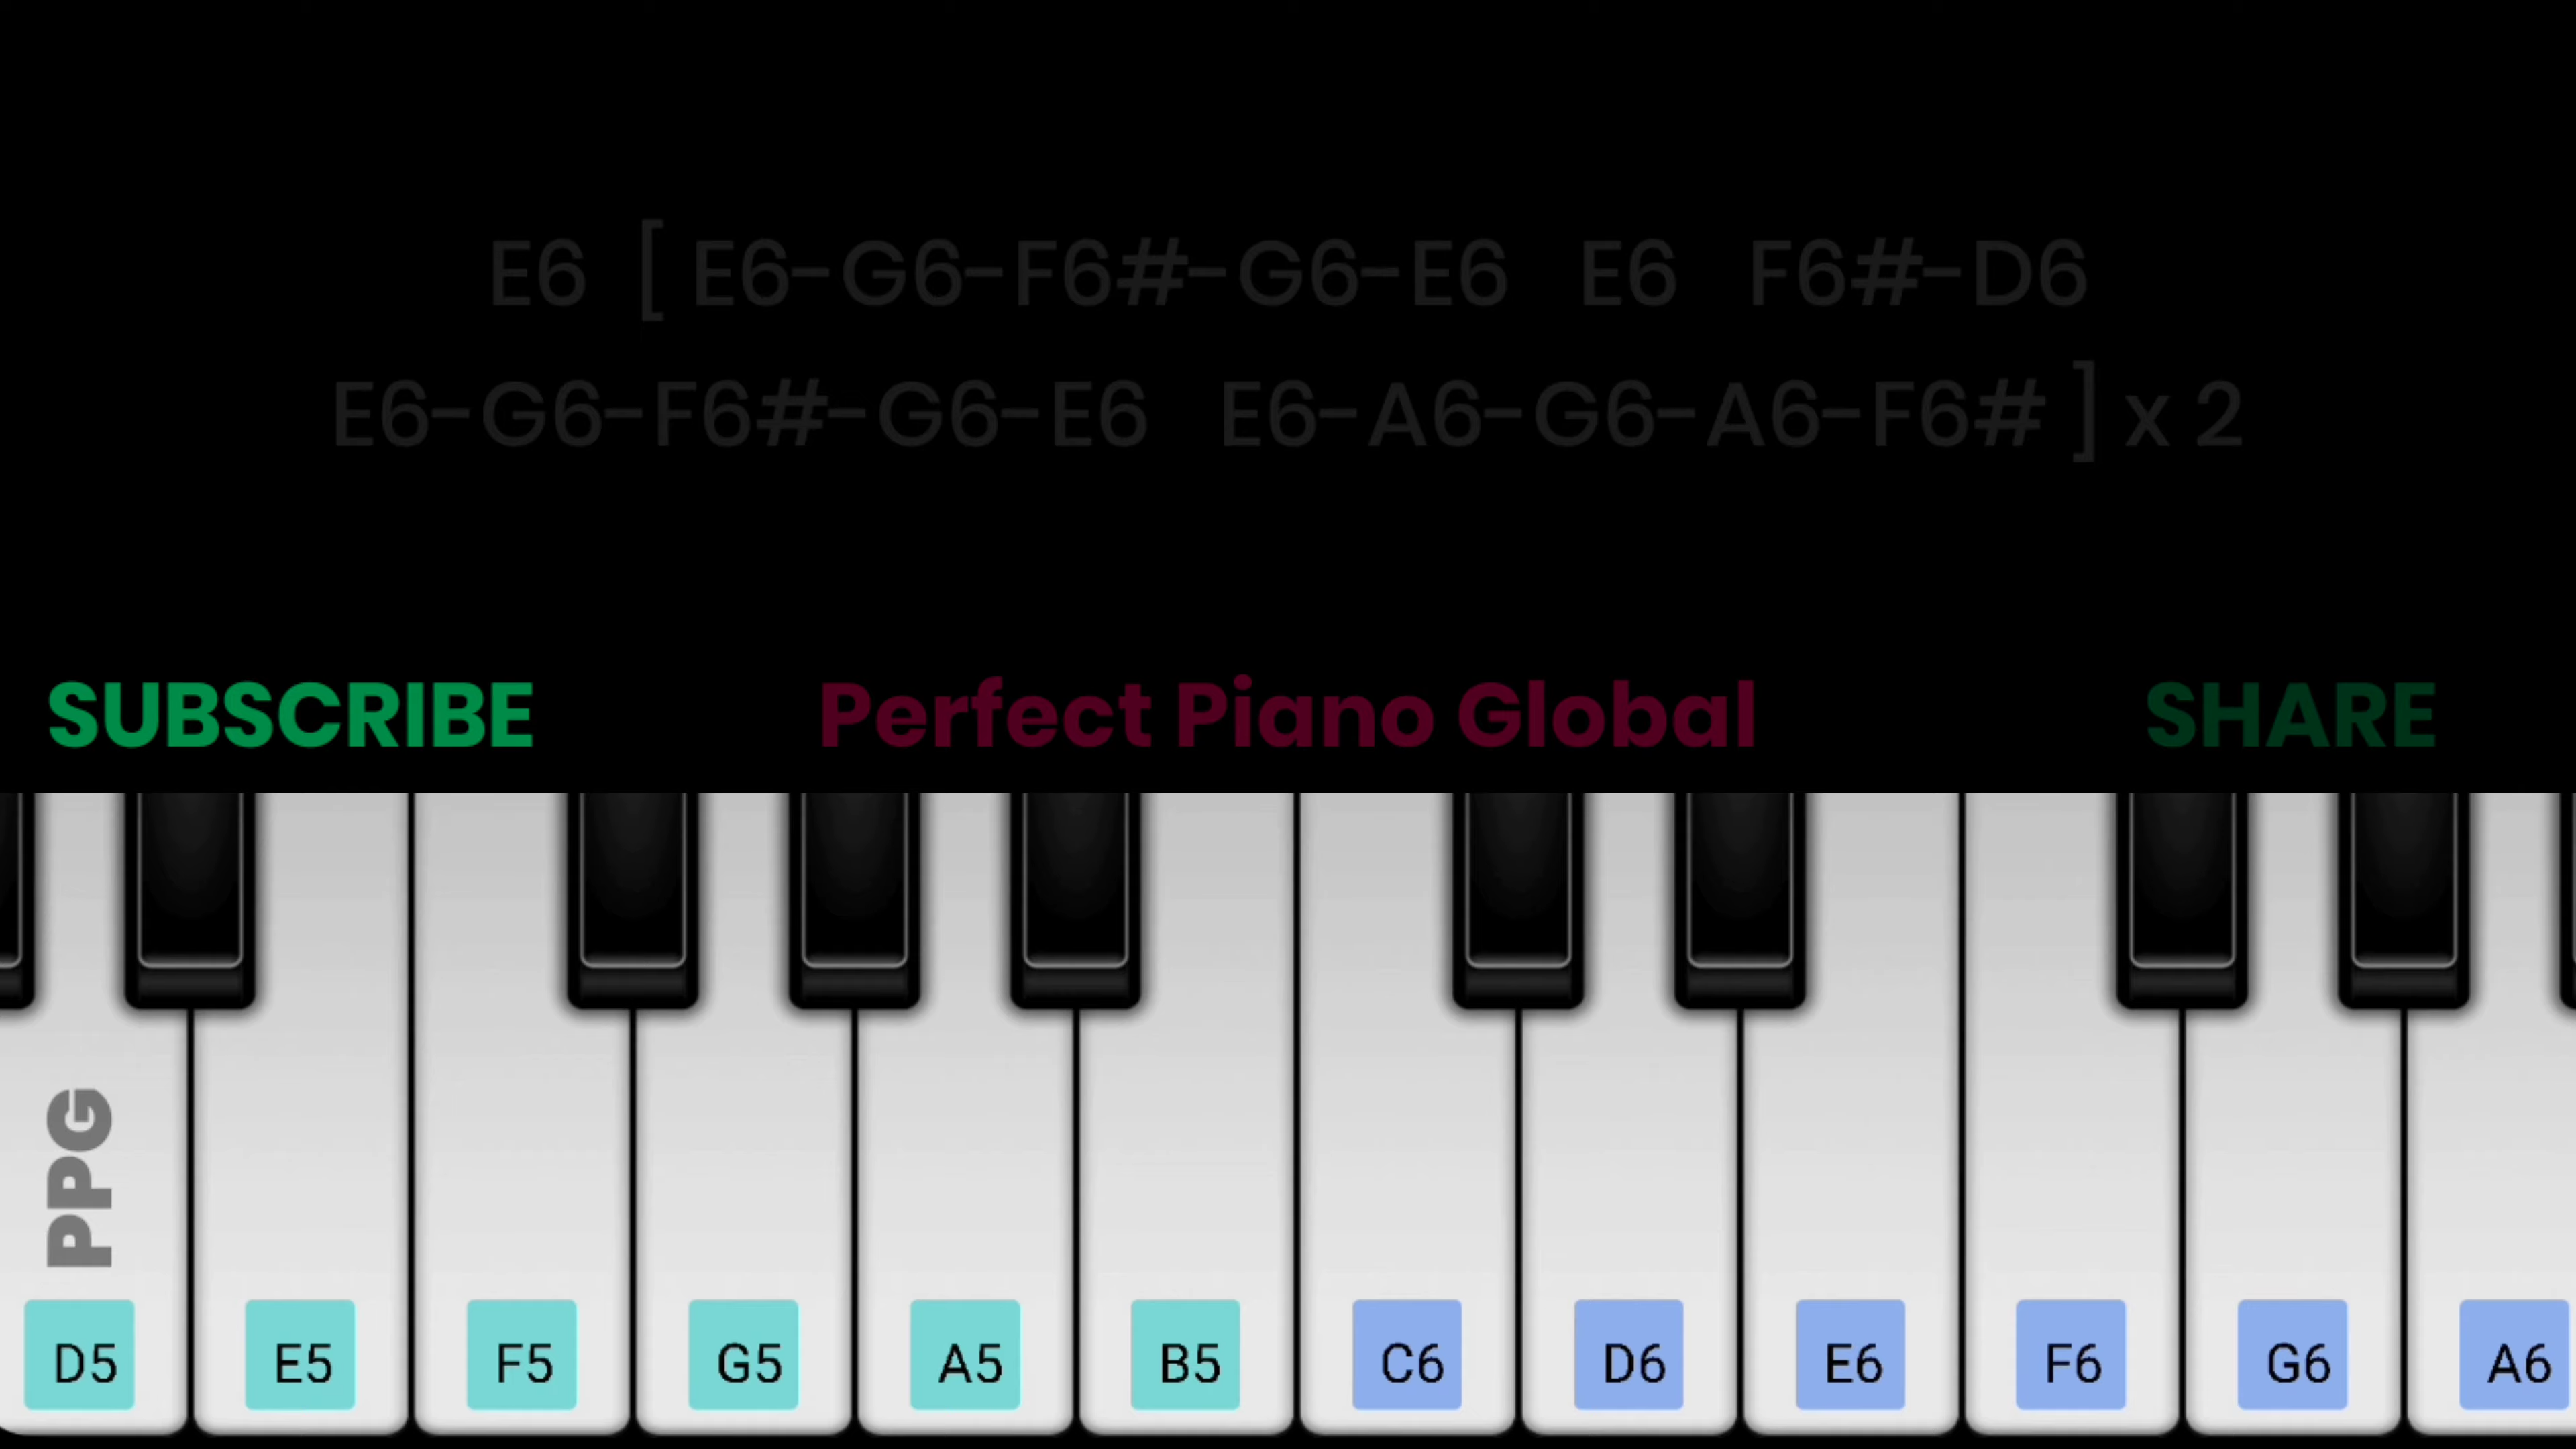 E6 [ E6-G6-F6#-G6-E6 E6 F6#-D6
E6-G6-F6#-G6-E6 E6-A6-G6-A6-F6# ] x 2
SUBSCRIBE Perfect Piano Global SHARE
PPG
D5 E5 F5 G5 A5 B5 C6 D6 E6 F6 G6 A6